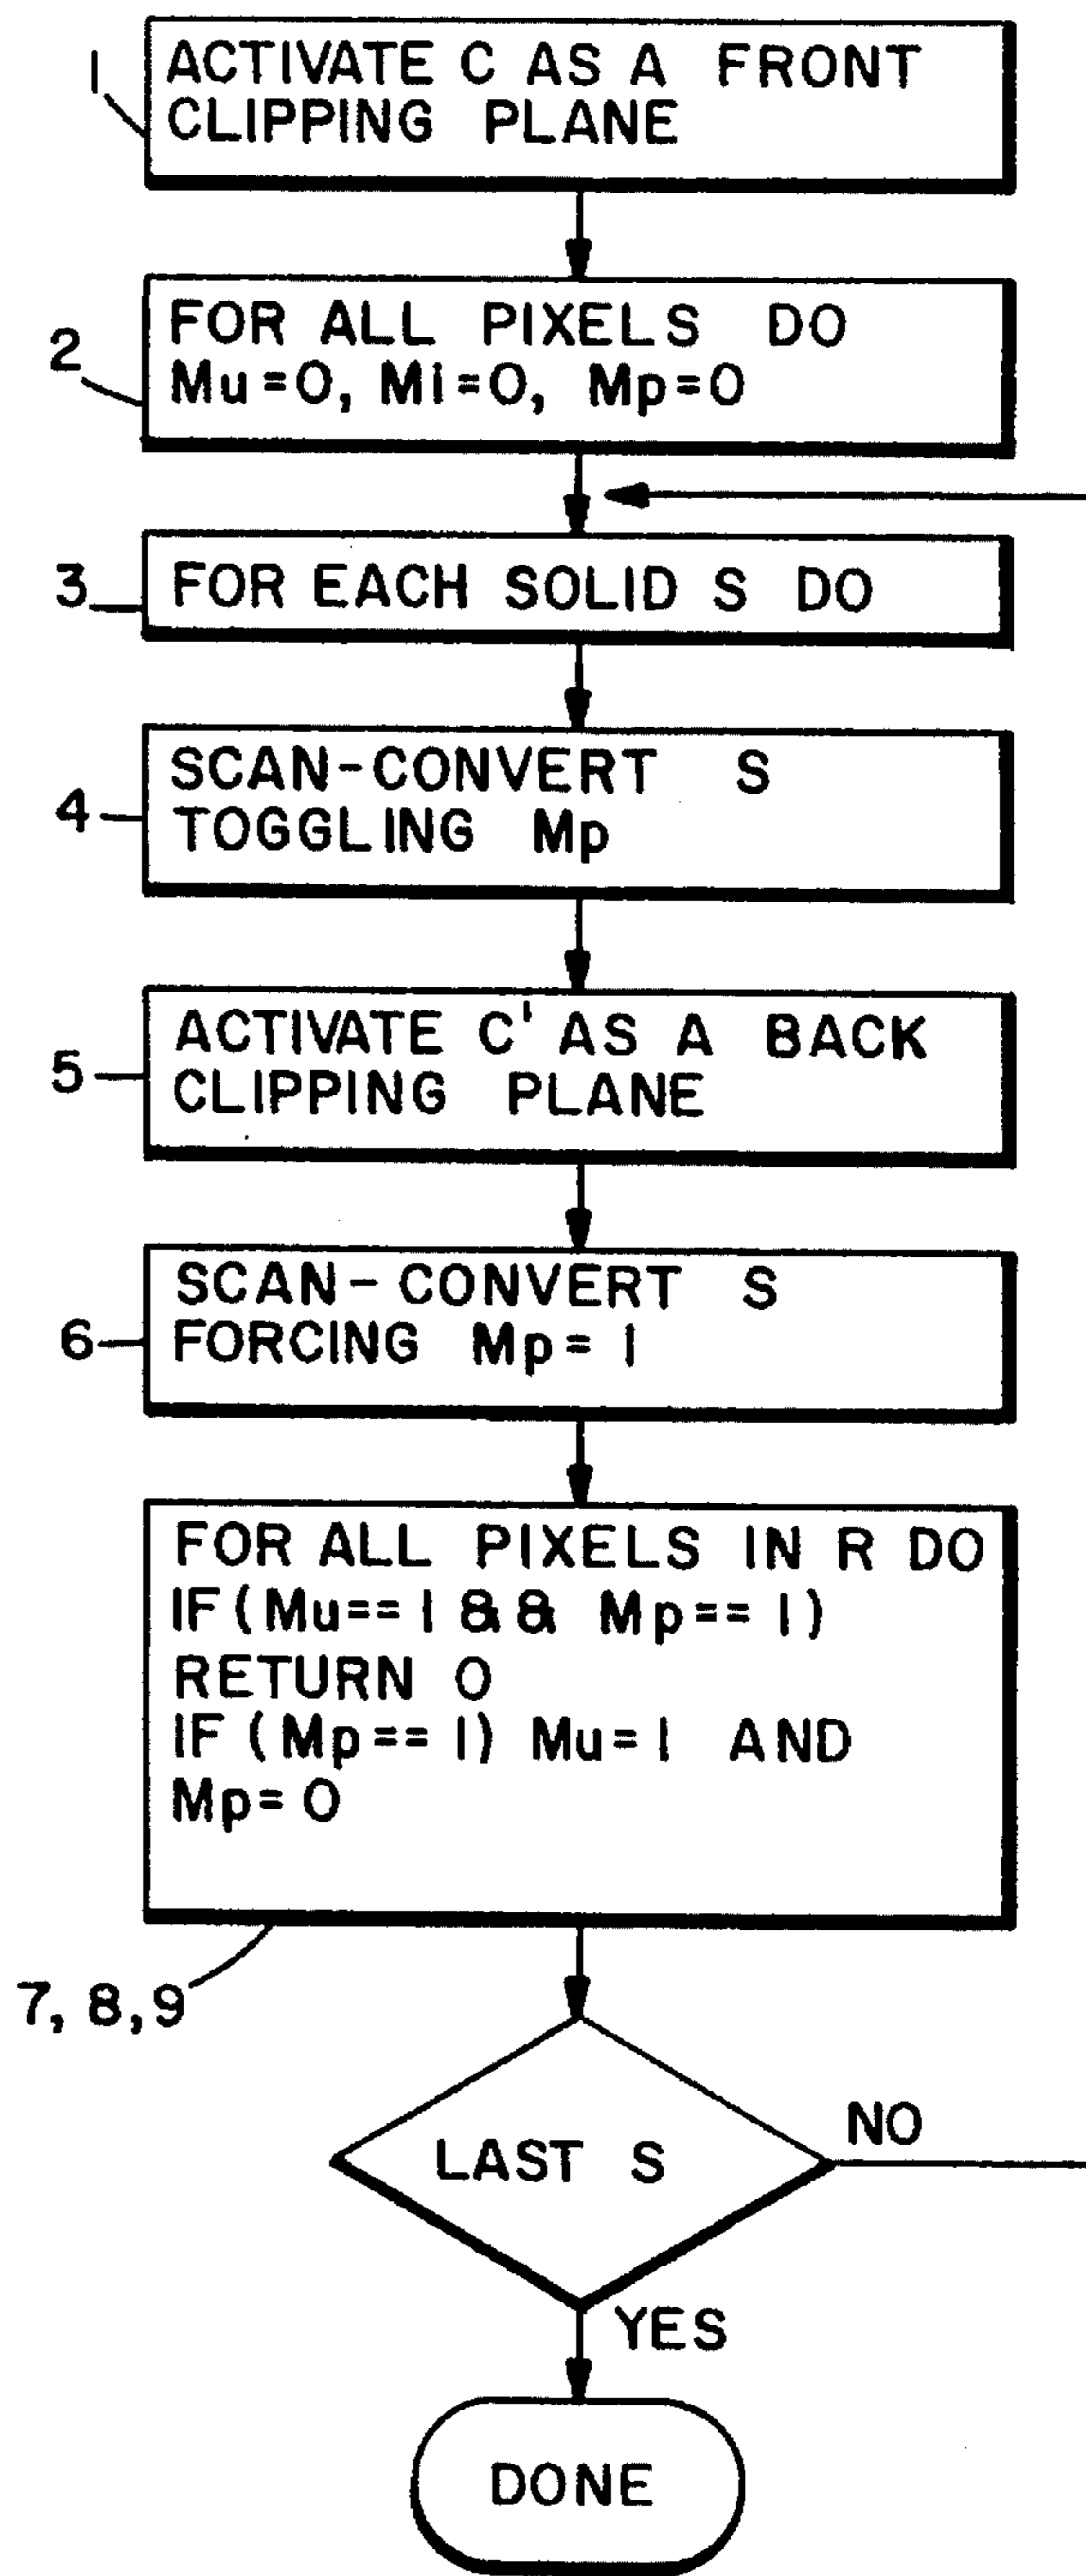 1
ACTIVATE C AS A FRONT
CLIPPING PLANE
2
FOR ALL PIXELS DO
Mu=0, Mi=0, Mp=0
3
FOR EACH SOLID S DO
4
SCAN-CONVERT S
TOGGLING Mp
5
ACTIVATE C' AS A BACK
CLIPPING PLANE
6
SCAN-CONVERT S
FORCING Mp=1
FOR ALL PIXELS IN R DO
IF(Mu==1 && Mp==1)
RETURN 0
IF (Mp==1) Mu=1 AND
Mp=0
7, 8, 9
LAST S
NO
YES
DONE